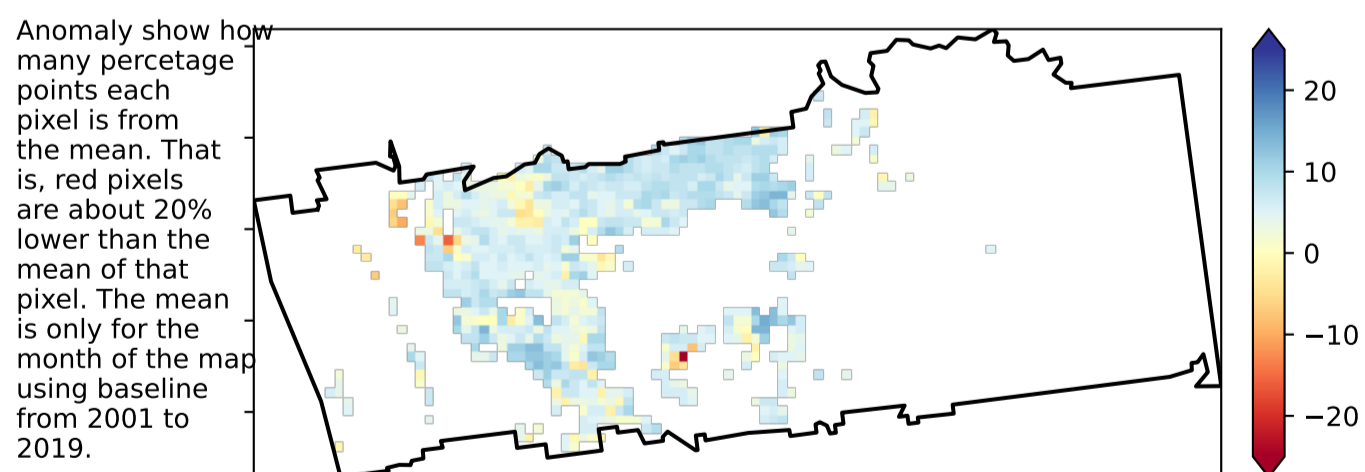 Anomaly show how
many percetage
points each
pixel is from
the mean. That
is, red pixels
are about 20%
lower than the
mean of that
pixel. The mean
is only for the
month of the map
using baseline
from 2001 to
2019.
20
10
0
−10
−20